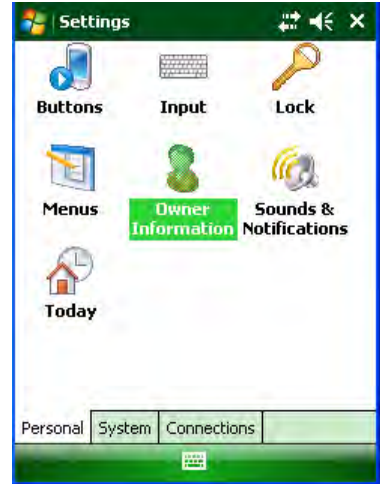 Settings
Buttons Input Lock
Menus Owner Information Sounds & Notifications
Today
Personal System Connections